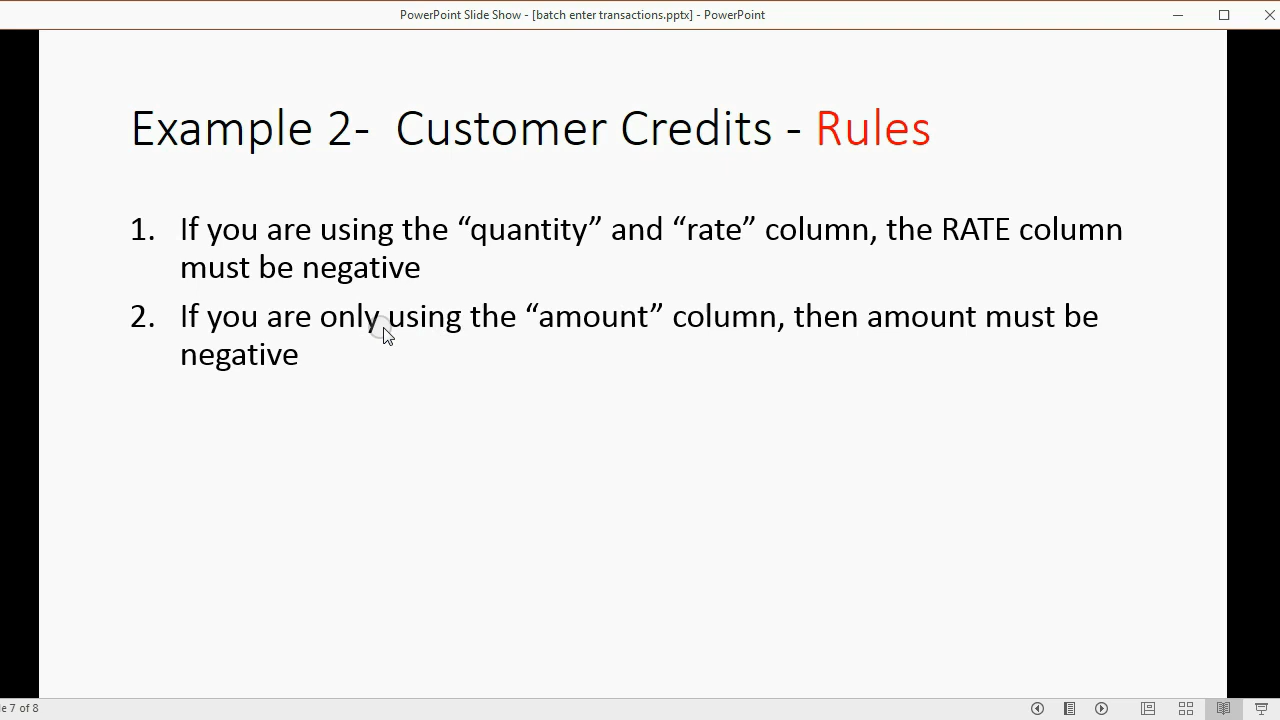 PowerPoint Slide Show - [batch enter transactions.pptx] - PowerPoint
Example 2-  Customer Credits - Rules
1. If you are using the “quantity” and “rate” column, the RATE column
must be negative
2. If you are only using the “amount” column, then amount must be
negative
7 of 8